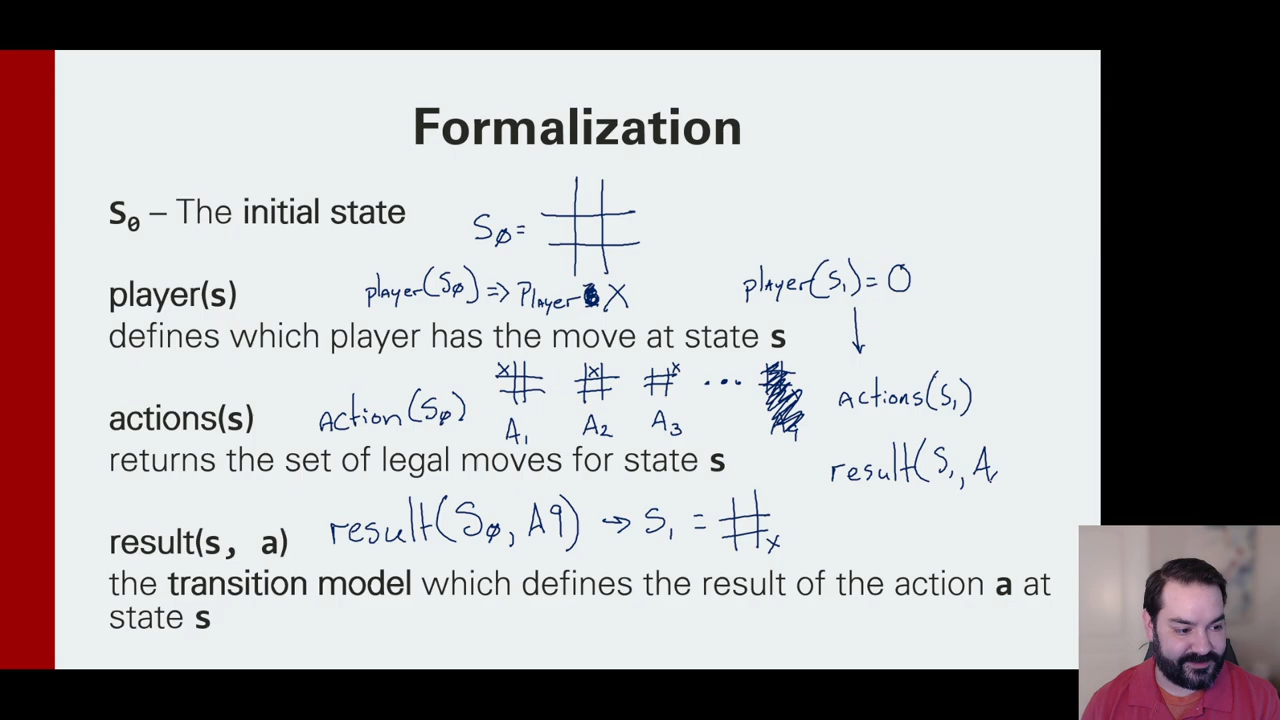 Formalization
S₀ – The initial state
S∅ =
player(s)
player(S∅) => Player X
player(S₁) = O
defines which player has the move at state s
X X X ...
actions(s)
Action(S∅)
A₁ A₂ A₃
Actions(S₁)
returns the set of legal moves for state s
result(S₁, A
result(s, a)
result(S∅, A9) → S₁ = X
the transition model which defines the result of the action a at
state s